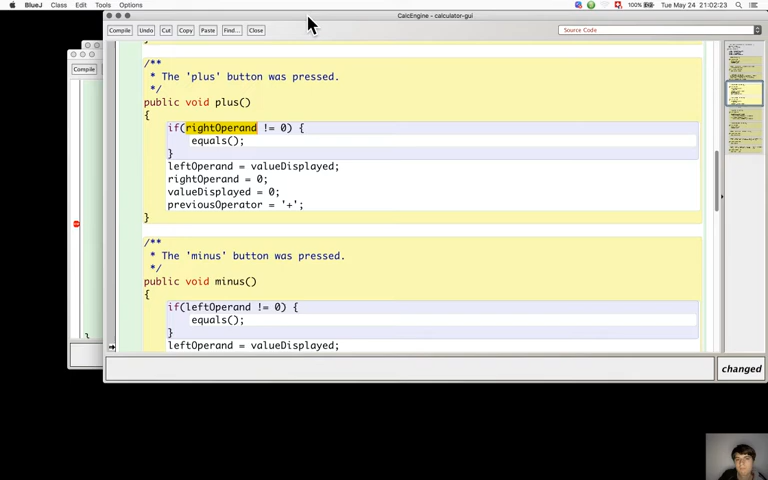 BlueJ Class Edit Tools Options 100% Tue May 24 21:02:23
CalcEngine - calculator-gui
Compile Undo Cut Copy Paste Find... Close Source Code
Compile
/**
* The 'plus' button was pressed.
*/
public void plus()
{
if(rightOperand != 0) {
equals();
}
leftOperand = valueDisplayed;
rightOperand = 0;
valueDisplayed = 0;
previousOperator = '+';
}
/**
* The 'minus' button was pressed.
*/
public void minus()
{
if(leftOperand != 0) {
equals();
}
leftOperand = valueDisplayed;
}
changed